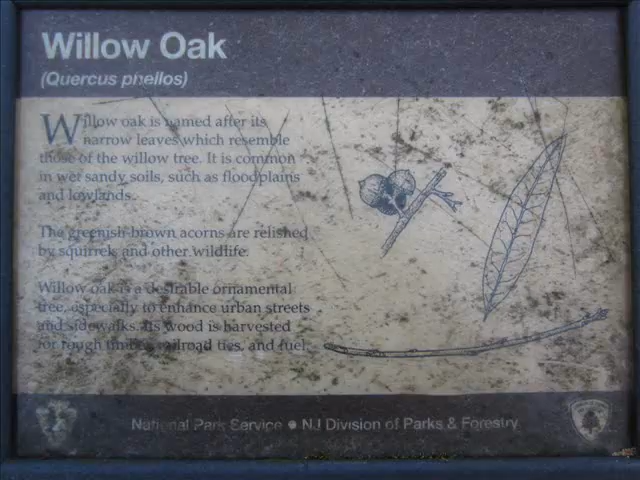 Willow Oak
(Quercus phellos)
Willow oak is named after its
narrow leaves which resemble
those of the willow tree. It is common
in wet sandy soils, such as floodplains
and lowlands.
The greenish-brown acorns are relished
by squirrels and other wildlife.
Willow oak is a desirable ornamental
tree, especially to enhance urban streets
and sidewalks. Its wood is harvested
for rough timber, railroad ties, and fuel.
National Park Service • NJ Division of Parks & Forestry